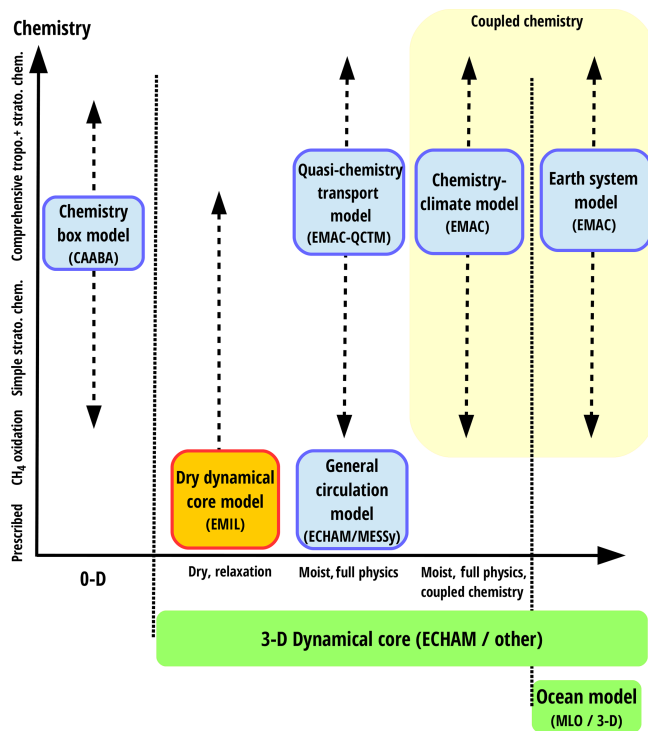 Chemistry
Coupled chemistry
Comprehensive tropo.+ strato. chem.
Simple strato. chem.
CH₄ oxidation
Prescribed
Chemistry
box model
(CAABA)
Quasi-chemistry
transport
model
(EMAC-QCTM)
Chemistry-
climate model
(EMAC)
Earth system
model
(EMAC)
Dry dynamical
core model
(EMIL)
General
circulation
model
(ECHAM/MESSy)
0-D
Dry, relaxation
Moist, full physics
Moist, full physics,
coupled chemistry
3-D Dynamical core (ECHAM / other)
Ocean model
(MLO / 3-D)